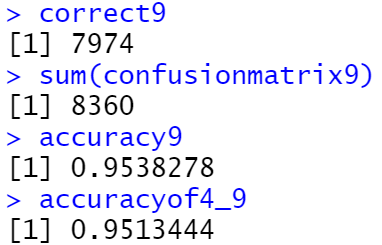 > correct9
[1] 7974
> sum(confusionmatrix9)
[1] 8360
> accuracy9
[1] 0.9538278
> accuracyof4_9
[1] 0.9513444